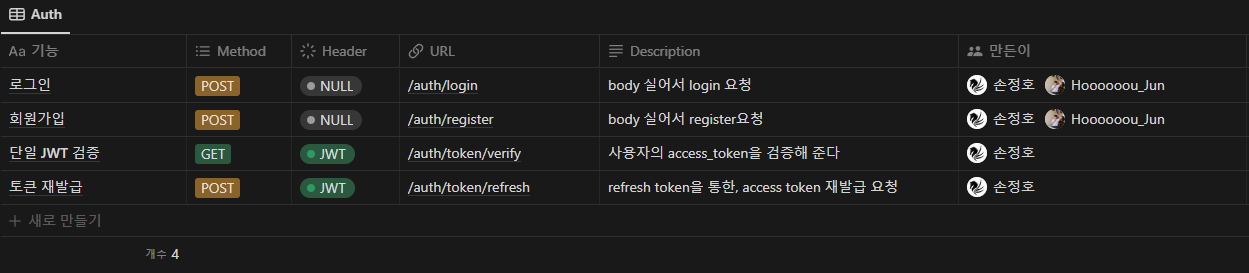 Auth
Aa 기능 Method Header URL Description 만든이
로그인 POST NULL /auth/login body 실어서 login 요청 손정호 Hoooooou_Jun
회원가입 POST NULL /auth/register body 실어서 register요청 손정호 Hoooooou_Jun
단일 JWT 검증 GET JWT /auth/token/verify 사용자의 access_token을 검증해 준다 손정호
토큰 재발급 POST JWT /auth/token/refresh refresh token을 통한, access token 재발급 요청 손정호
+ 새로 만들기
개수 4